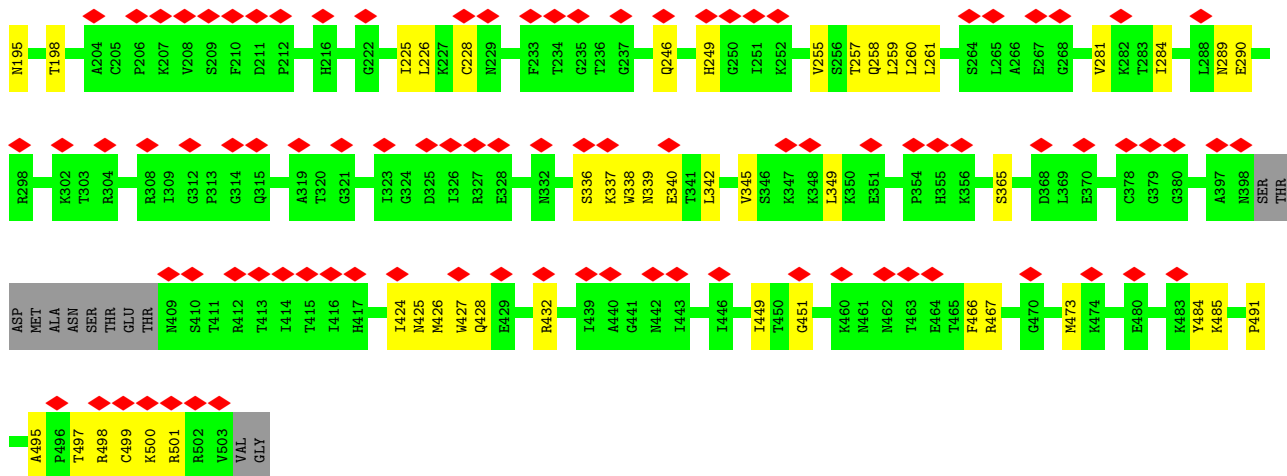 N195 T198 A204 C205 P206 K207 V208 S209 F210 D211 P212 H216 G222 I225 L226 K227 C228 N229 F233 T234 G235 T236 G237 Q246 H249 G250 I251 K252 V255 S256 T257 Q258 L259 L260 L261 S264 L265 A266 E267 G268 V281 K282 T283 I284 L288 N289 E290
R298 K302 T303 R304 R308 I309 G312 P313 G314 Q315 A319 T320 G321 I323 G324 D325 I326 R327 E328 N332 S336 K337 W338 N339 E340 T341 L342 V345 S346 K347 K348 L349 K350 E351 P354 H355 K356 S365 D368 L369 E370 C378 G379 G380 A397 N398 SER THR
ASP MET ALA ASN SER THR GLU THR N409 S410 T411 R412 T413 I414 T415 I416 H417 I424 N425 M426 W427 Q428 E429 R432 I439 A440 G441 N442 I443 I446 I449 T450 G451 K460 N461 N462 T463 E464 T465 F466 R467 G470 M473 K474 E480 K483 Y484 K485 P491
A495 P496 T497 R498 C499 K500 R501 R502 V503 VAL GLY